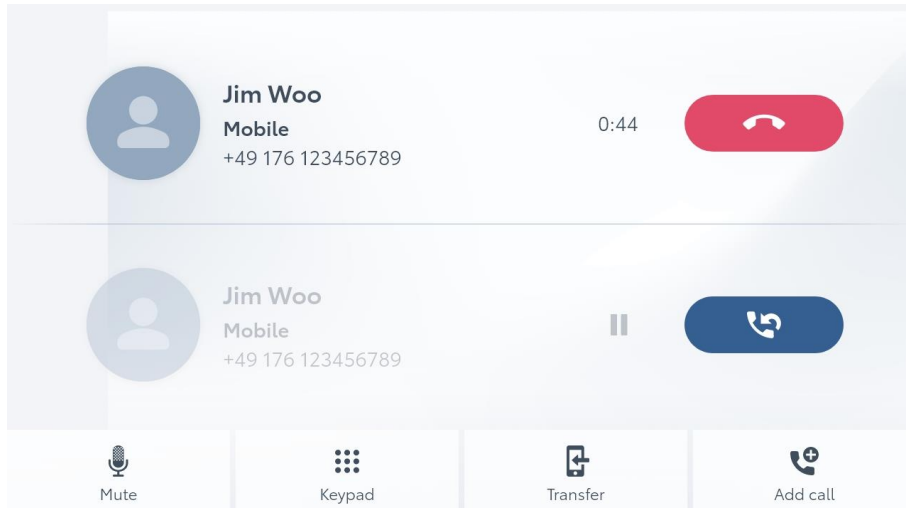 Jim Woo
Mobile
+49 176 123456789
0:44
Jim Woo
Mobile
+49 176 123456789
Mute
Keypad
Transfer
Add call